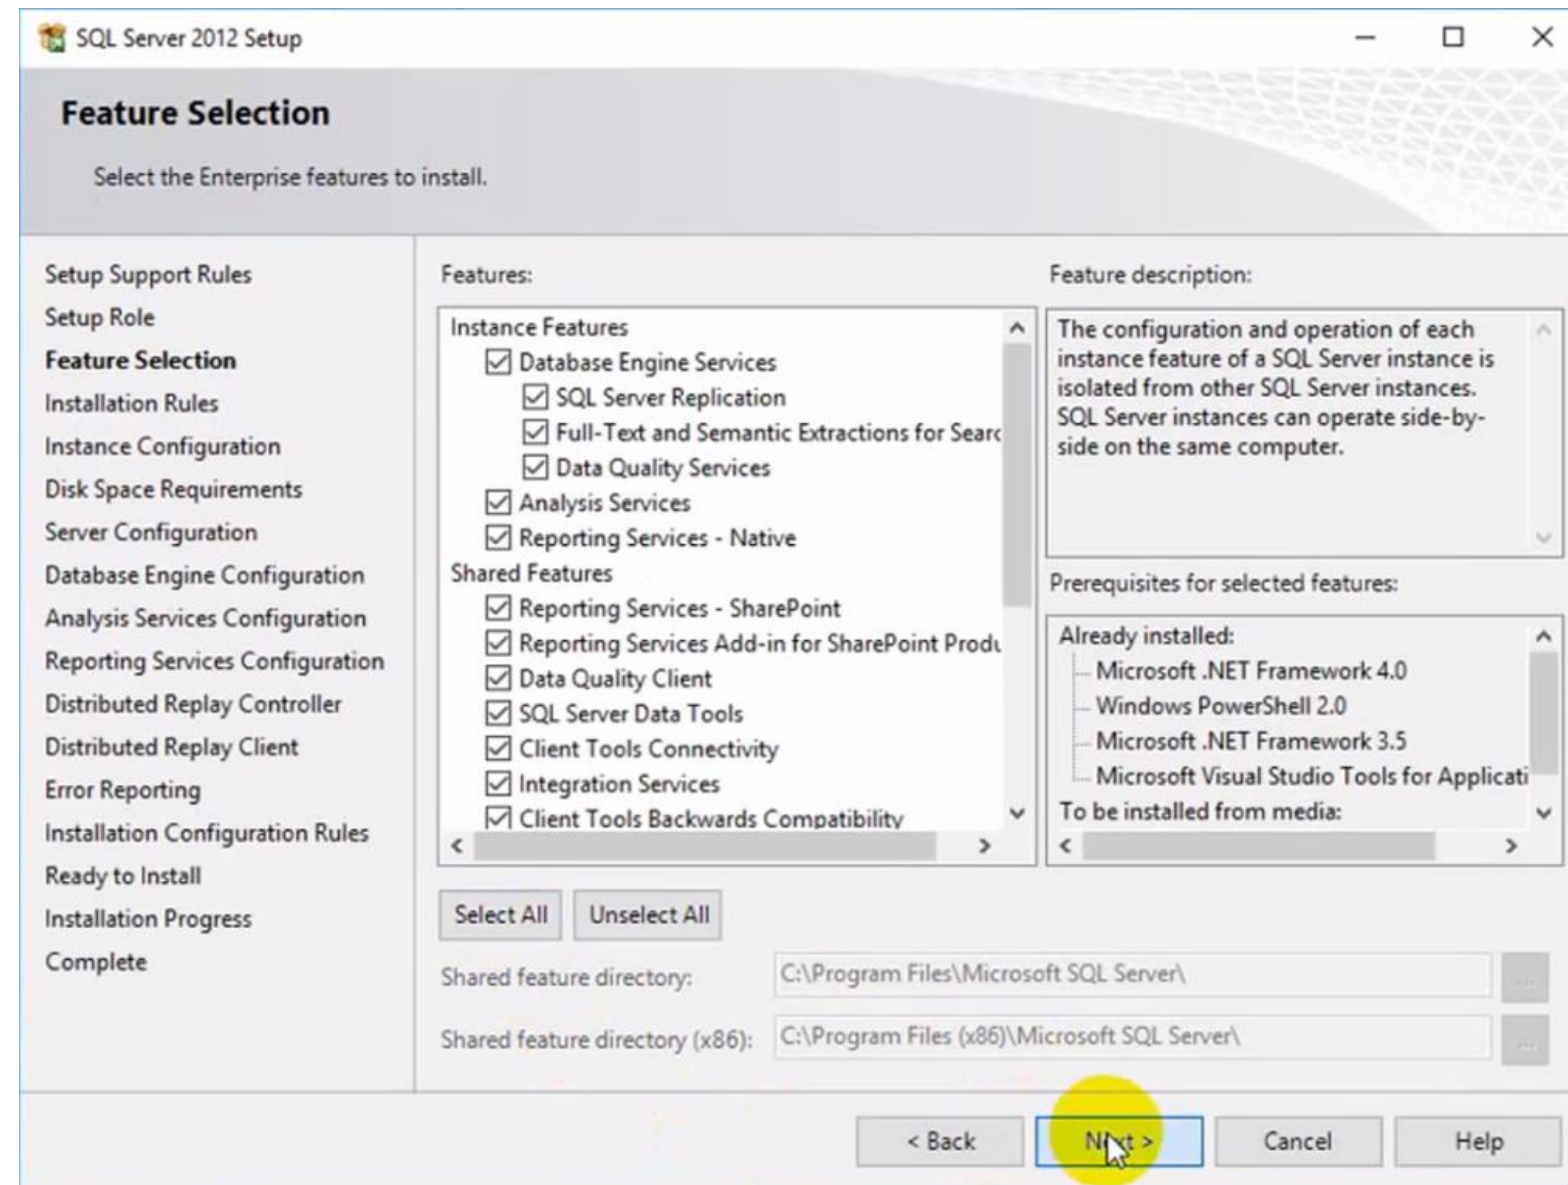 SQL Server 2012 Setup
Feature Selection
Select the Enterprise features to install.
Setup Support Rules
Setup Role
Feature Selection
Installation Rules
Instance Configuration
Disk Space Requirements
Server Configuration
Database Engine Configuration
Analysis Services Configuration
Reporting Services Configuration
Distributed Replay Controller
Distributed Replay Client
Error Reporting
Installation Configuration Rules
Ready to Install
Installation Progress
Complete
Features:
Instance Features
Database Engine Services
SQL Server Replication
Full-Text and Semantic Extractions for Searc
Data Quality Services
Analysis Services
Reporting Services - Native
Shared Features
Reporting Services - SharePoint
Reporting Services Add-in for SharePoint Produ
Data Quality Client
SQL Server Data Tools
Client Tools Connectivity
Integration Services
Client Tools Backwards Compatibility
Feature description:
The configuration and operation of each
instance feature of a SQL Server instance is
isolated from other SQL Server instances.
SQL Server instances can operate side-by-
side on the same computer.
Prerequisites for selected features:
Already installed:
Microsoft .NET Framework 4.0
Windows PowerShell 2.0
Microsoft .NET Framework 3.5
Microsoft Visual Studio Tools for Applicati
To be installed from media:
Select All Unselect All
Shared feature directory: C:\Program Files\Microsoft SQL Server\ ...
Shared feature directory (x86): C:\Program Files (x86)\Microsoft SQL Server\ ...
< Back Next > Cancel Help